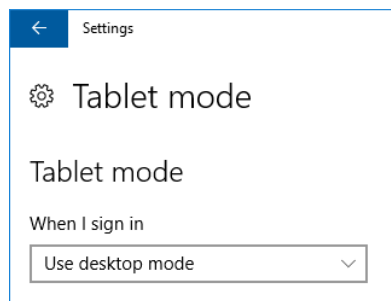 Settings
Tablet mode
Tablet mode
When I sign in
Use desktop mode